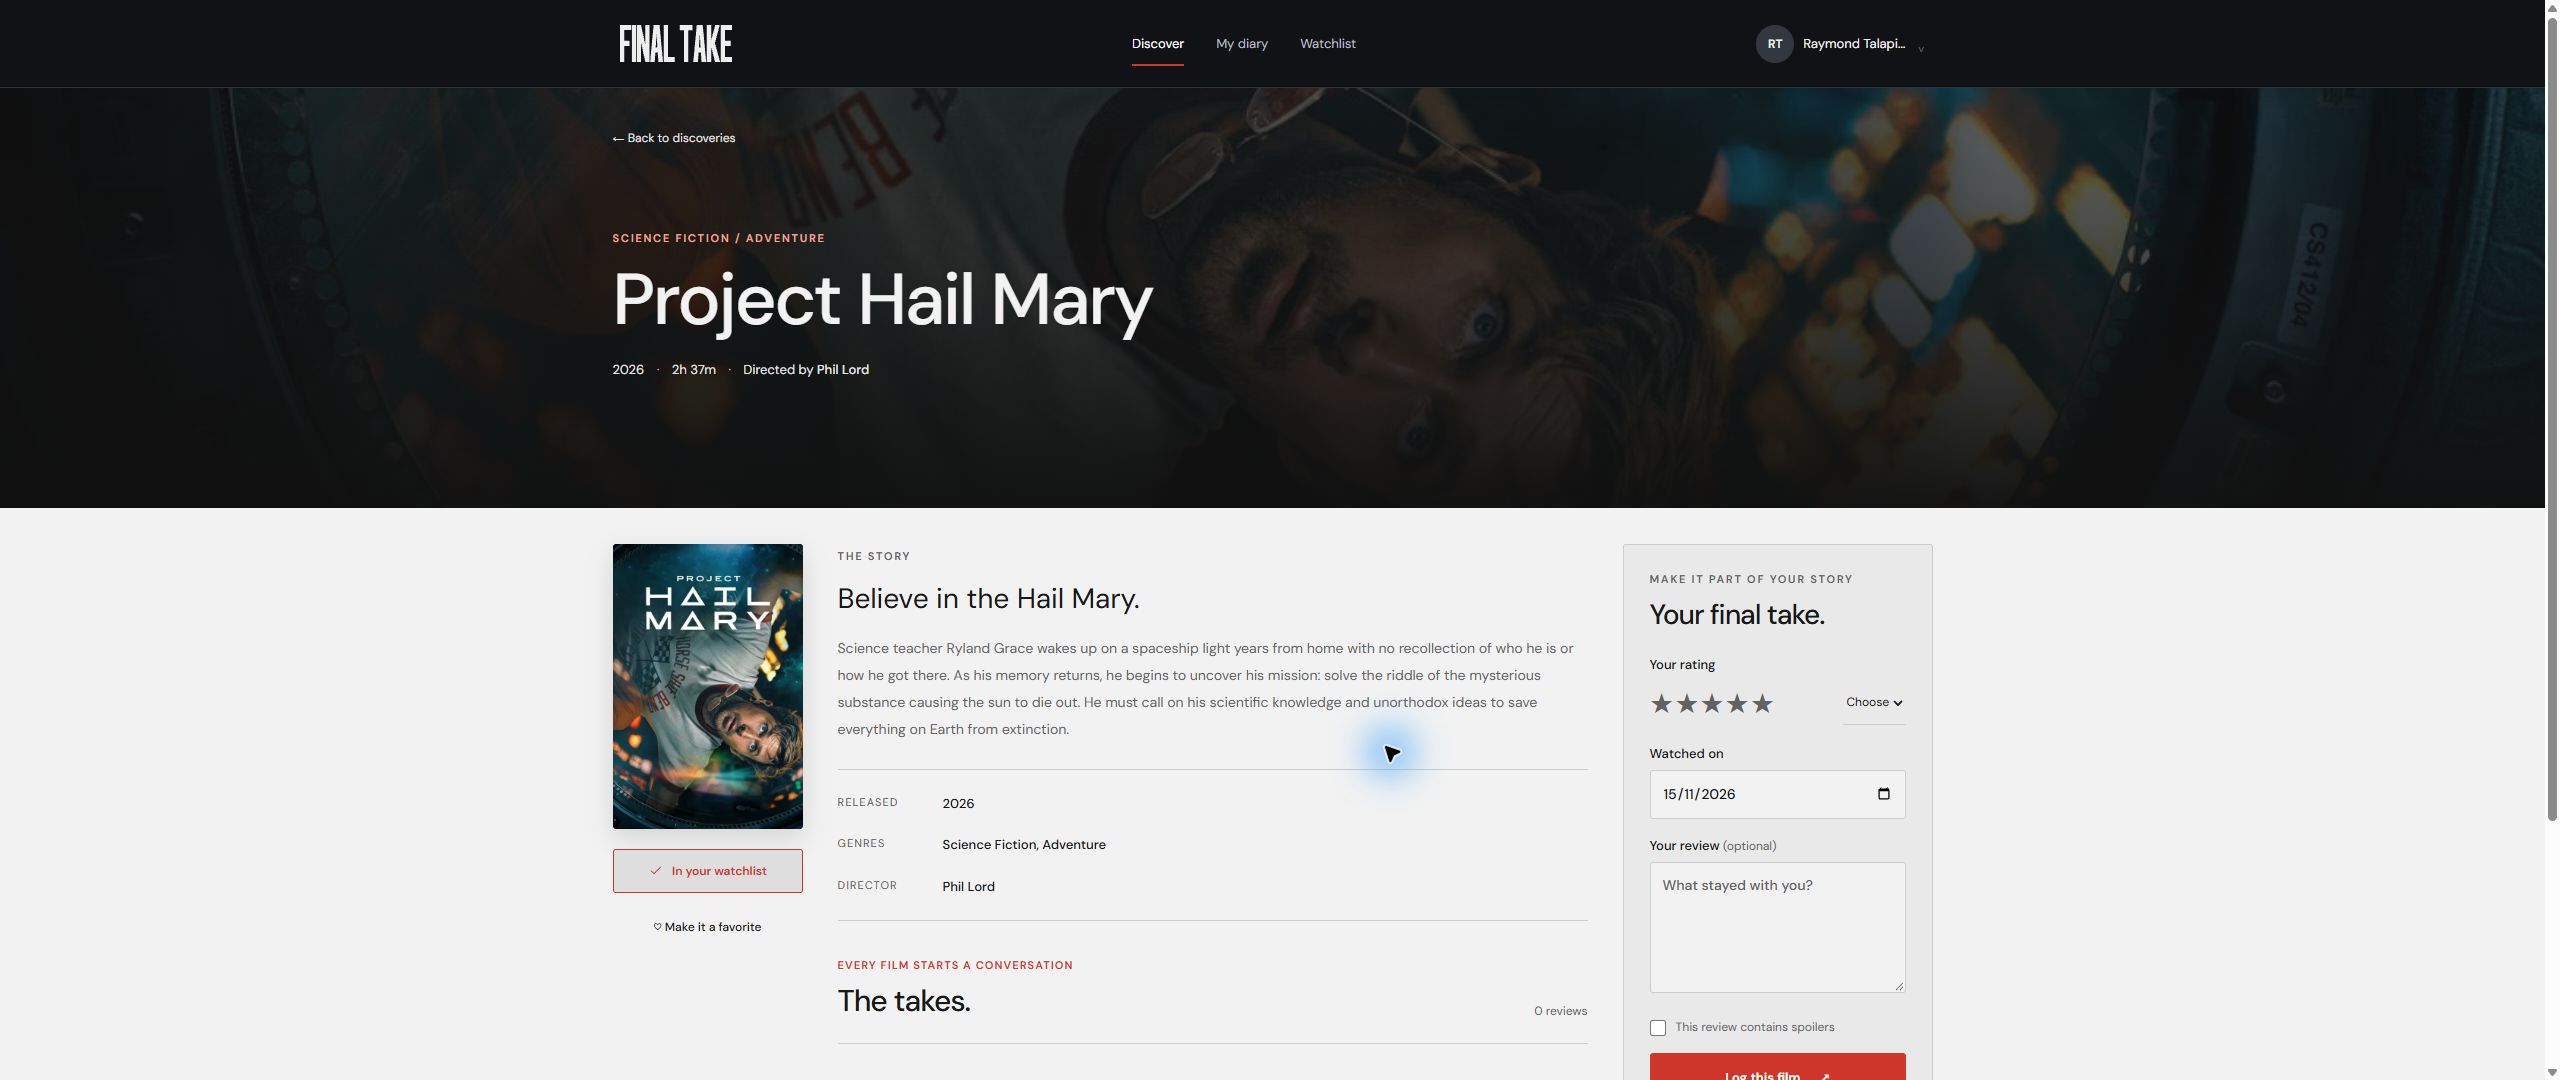 FINAL TAKE
Discover
My diary
Watchlist
RT
Raymond Talapi...
v
← Back to discoveries
SCIENCE FICTION / ADVENTURE
Project Hail Mary
2026 · 2h 37m · Directed by Phil Lord
CS412/04
PROJECT
HAIL
MARY
✓ In your watchlist
♡ Make it a favorite
THE STORY
Believe in the Hail Mary.
Science teacher Ryland Grace wakes up on a spaceship light years from home with no recollection of who he is or
how he got there. As his memory returns, he begins to uncover his mission: solve the riddle of the mysterious
substance causing the sun to die out. He must call on his scientific knowledge and unorthodox ideas to save
everything on Earth from extinction.
RELEASED 2026
GENRES Science Fiction, Adventure
DIRECTOR Phil Lord
EVERY FILM STARTS A CONVERSATION
The takes.
0 reviews
MAKE IT PART OF YOUR STORY
Your final take.
Your rating
★★★★★ Choose
Watched on
15/11/2026
Your review (optional)
What stayed with you?
This review contains spoilers
Log this film ↗